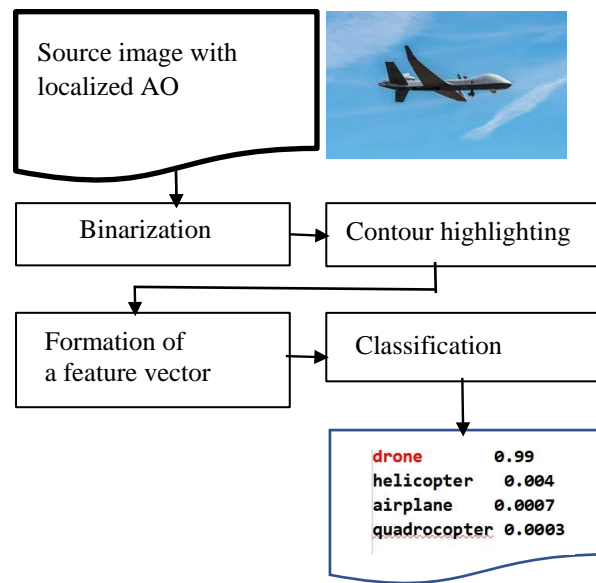 Source image with
localized AO
Binarization
Contour highlighting
Formation of
a feature vector
Classification
drone 0.99
helicopter 0.004
airplane 0.0007
quadrocopter 0.0003